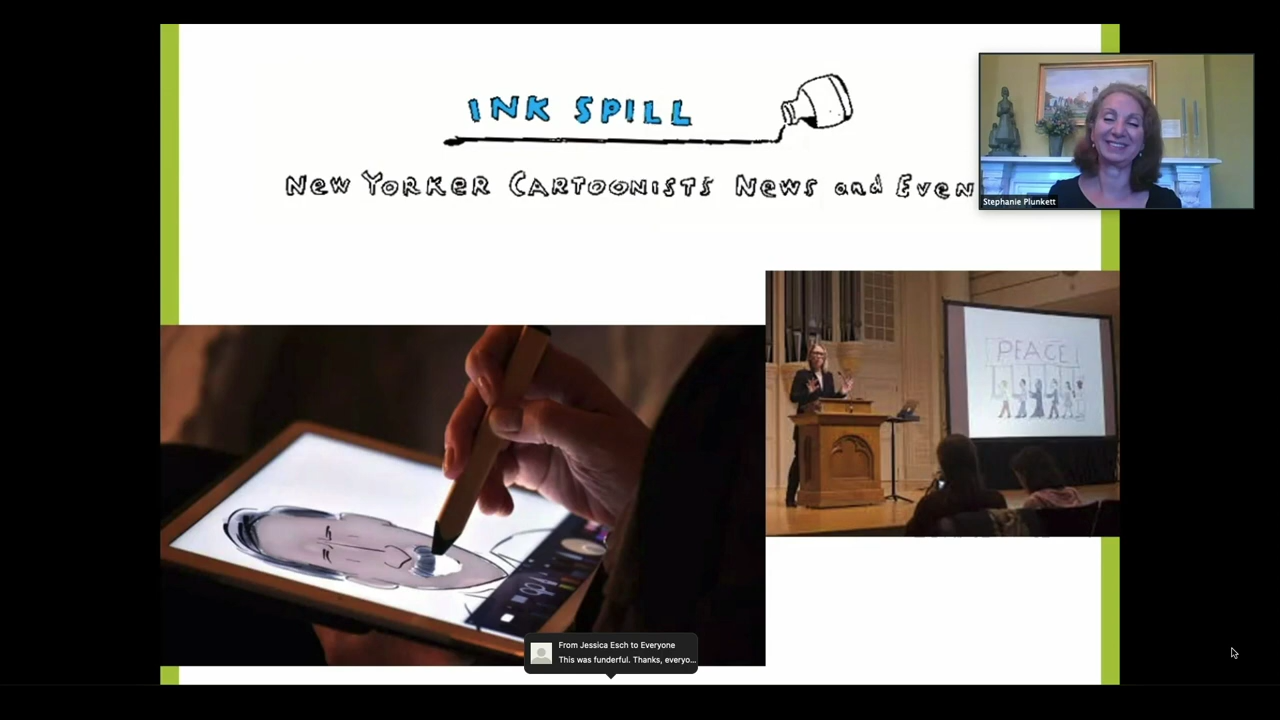 INK SPILL
New Yorker Cartoonists News and Even
Stephanie Plunkett
PEACE
From Jessica Esch to Everyone
This was funderful. Thanks, everyo...